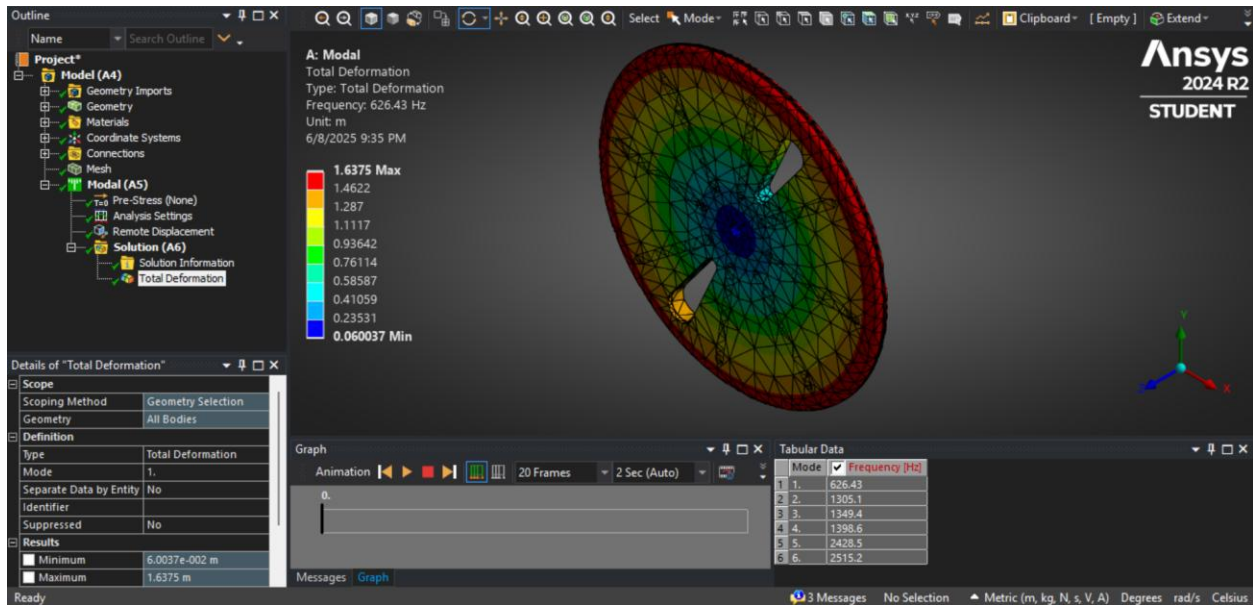 Outline
Name
Search Outline
Project*
Model (A4)
Geometry Imports
Geometry
Materials
Coordinate Systems
Connections
Mesh
Modal (A5)
T=0 Pre-Stress (None)
Analysis Settings
Remote Displacement
Solution (A6)
Solution Information
Total Deformation
Details of "Total Deformation"
Scope
Scoping Method Geometry Selection
Geometry All Bodies
Definition
Type Total Deformation
Mode 1.
Separate Data by Entity No
Identifier
Suppressed No
Results
Minimum 6.0037e-002 m
Maximum 1.6375 m
Ready
Select Mode Clipboard [ Empty ] Extend
A: Modal
Total Deformation
Type: Total Deformation
Frequency: 626.43 Hz
Unit: m
6/8/2025 9:35 PM
1.6375 Max
1.4622
1.287
1.1117
0.93642
0.76114
0.58587
0.41059
0.23531
0.060037 Min
Ansys
2024 R2
STUDENT
Y
X
Graph
Animation 20 Frames 2 Sec (Auto)
0.
Messages Graph
Tabular Data
Mode Frequency [Hz]
1 1. 626.43
2 2. 1305.1
3 3. 1349.4
4 4. 1398.6
5 5. 2428.5
6 6. 2515.2
3 Messages No Selection Metric (m, kg, N, s, V, A) Degrees rad/s Celsius